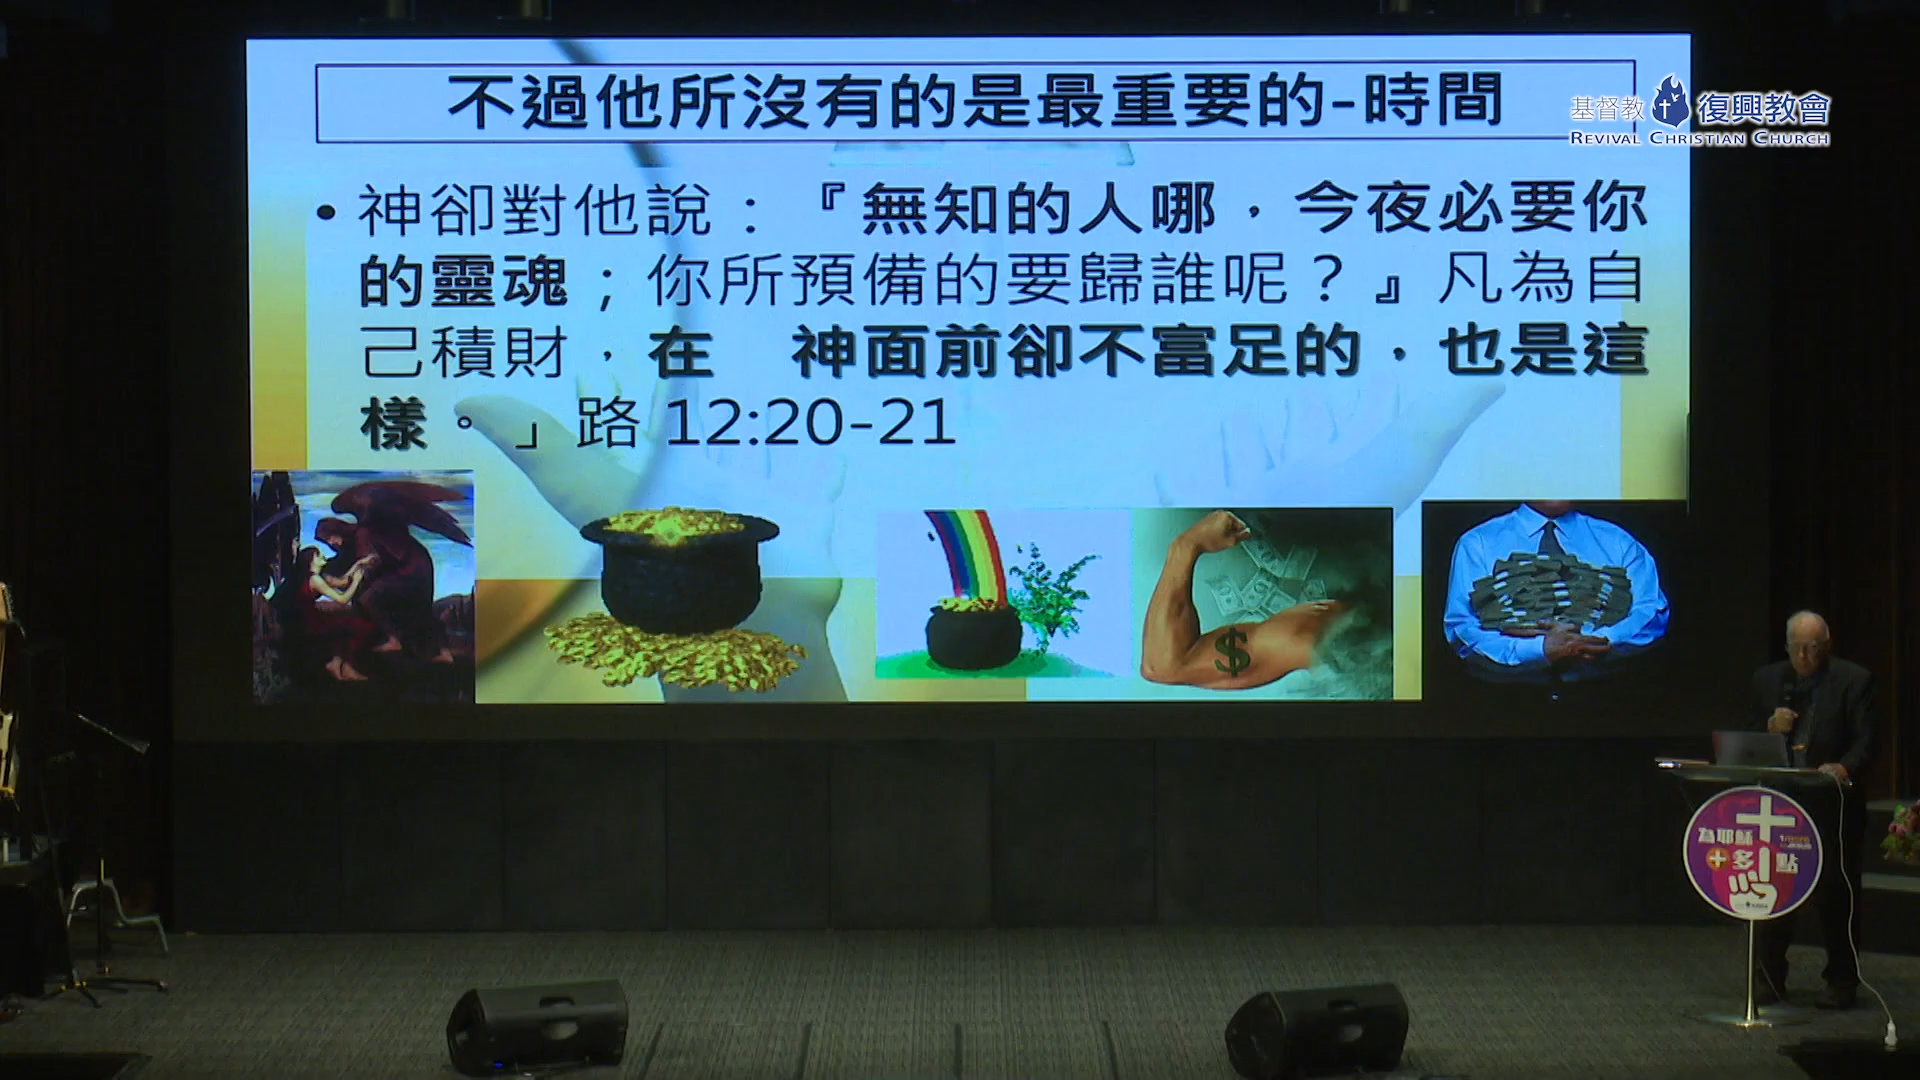 不過他所沒有的是最重要的-時間
• 神卻對他說：『無知的人哪，今夜必要你
的靈魂；你所預備的要歸誰呢？』凡為自
己積財，在　神面前卻不富足的，也是這
樣。」路 12:20-21
$
基督教 復興教會
REVIVAL CHRISTIAN CHURCH
為耶穌
+多 點